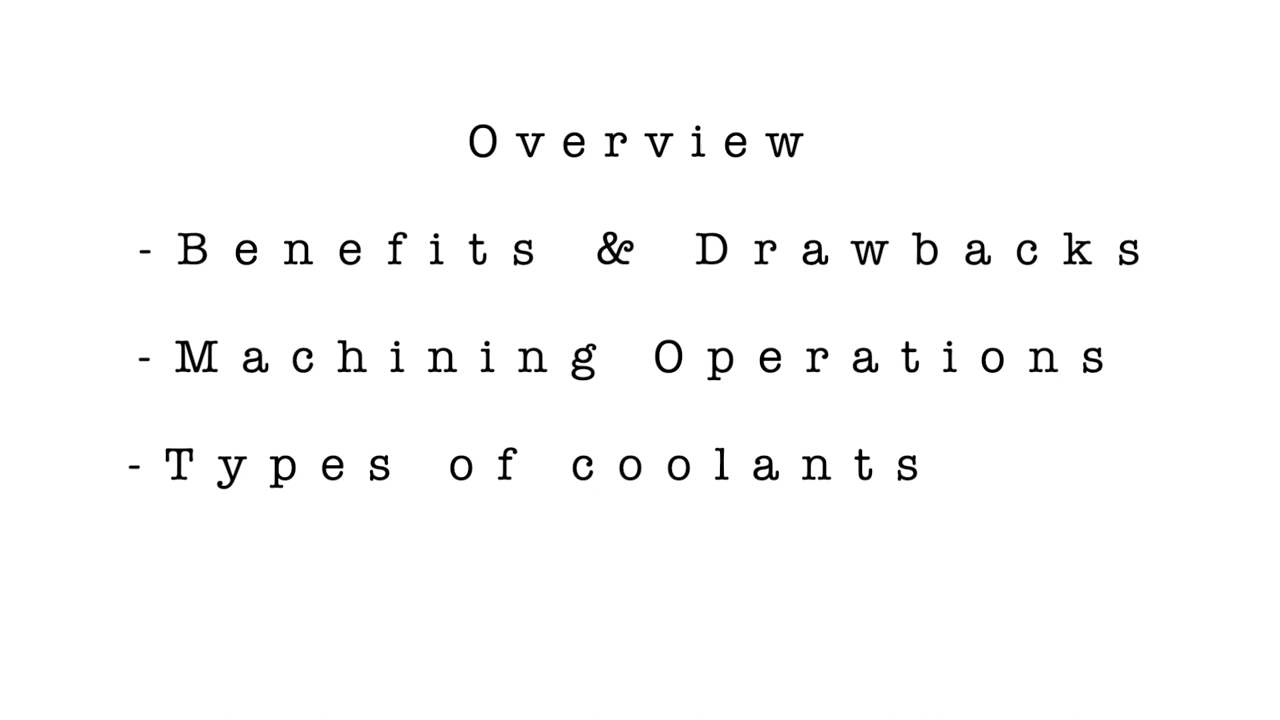 Overview
- Benefits & Drawbacks
- Machining Operations
- Types of coolants